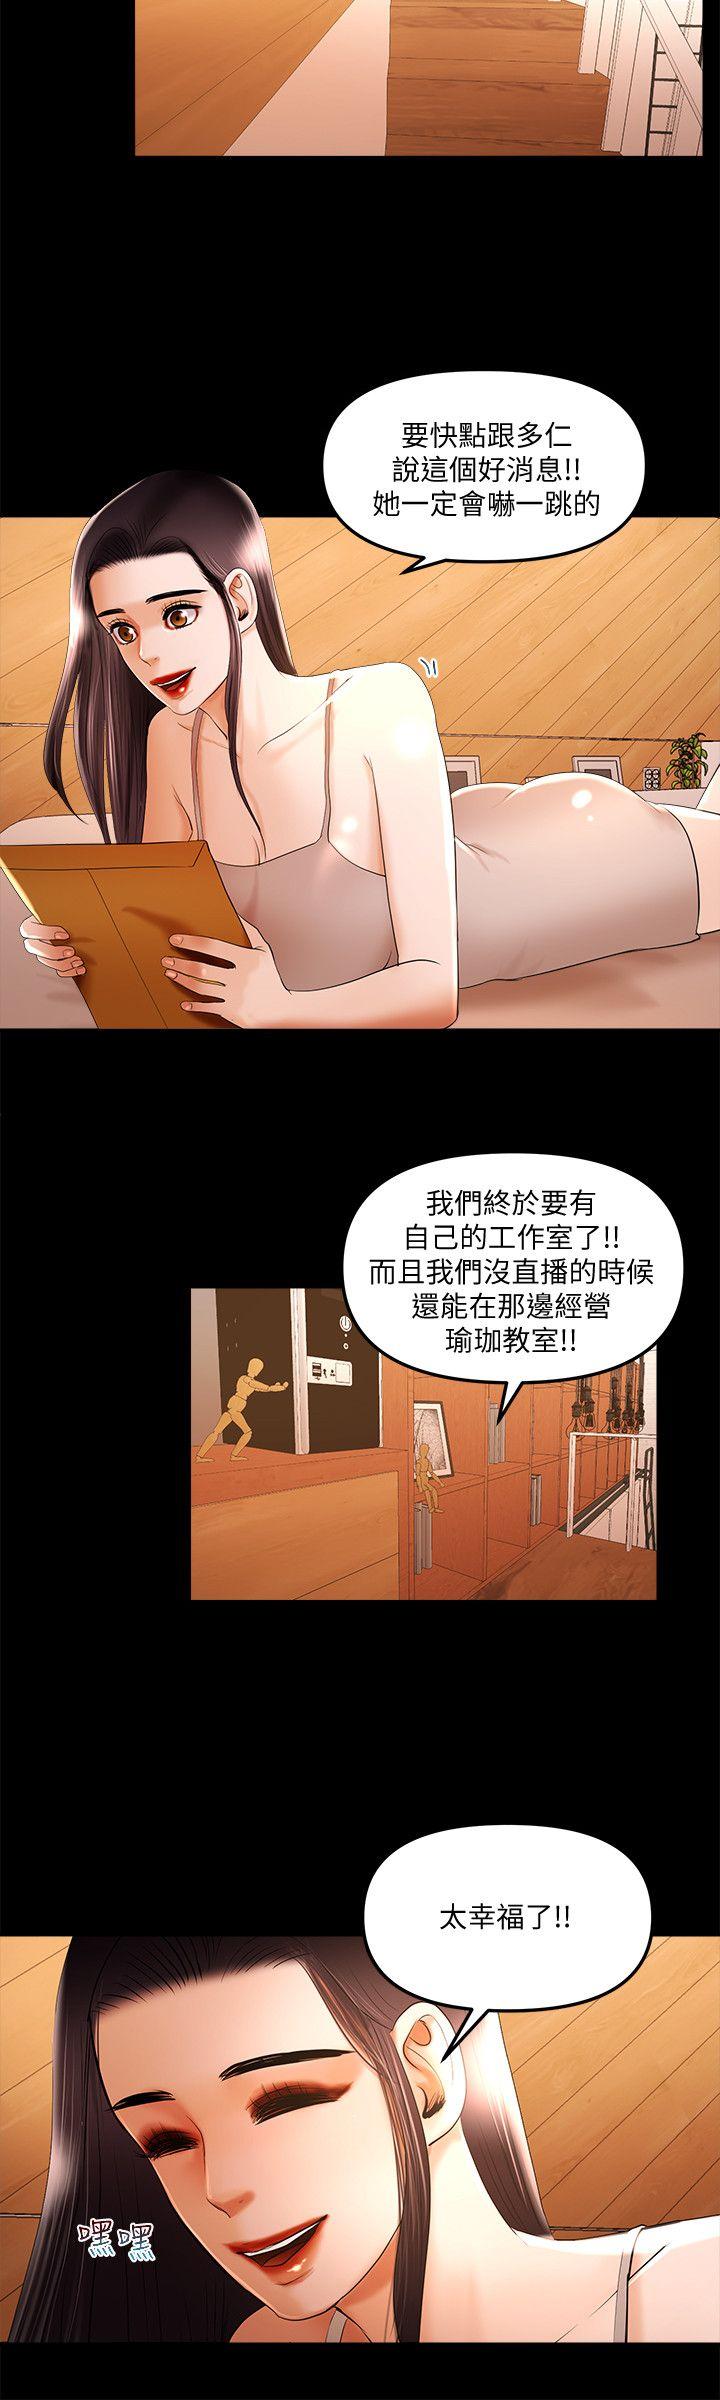 要快點跟多仁
說這個好消息!!
她一定會嚇一跳的
我們終於要有
自己的工作室了!!
而且我們沒直播的時候
還能在那邊經營
瑜珈教室!!
太幸福了!!
嘿嘿